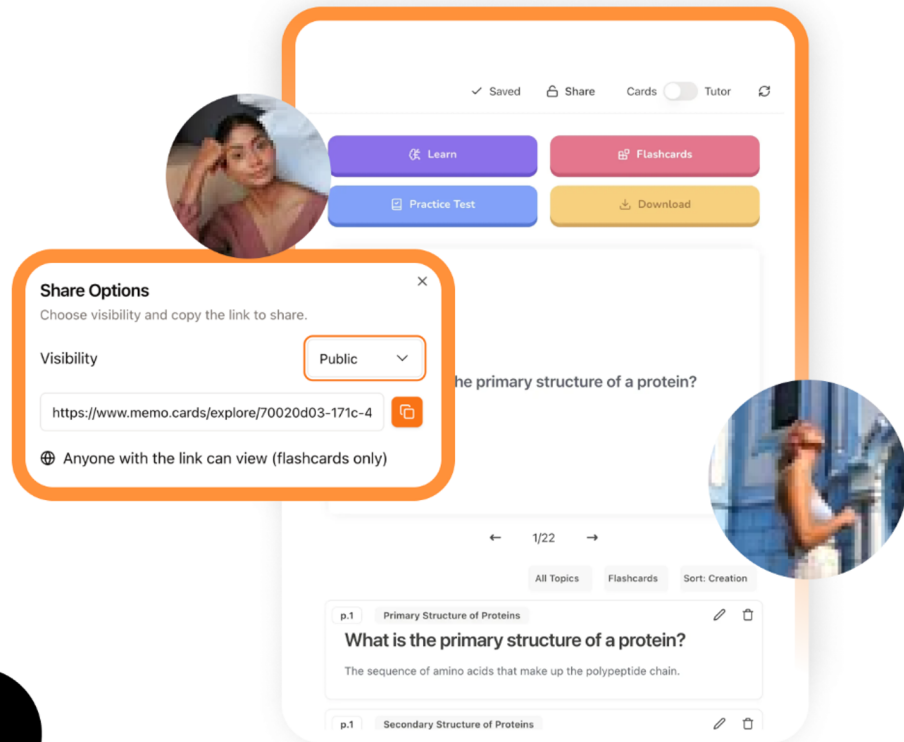 Saved Share Cards Tutor
Learn Flashcards
Practice Test Download
Share Options
Choose visibility and copy the link to share.
Visibility Public
he primary structure of a protein?
https://www.memo.cards/explore/70020d03-171c-4
Anyone with the link can view (flashcards only)
1/22
All Topics Flashcards Sort: Creation
p.1 Primary Structure of Proteins
What is the primary structure of a protein?
The sequence of amino acids that make up the polypeptide chain.
p.1 Secondary Structure of Proteins